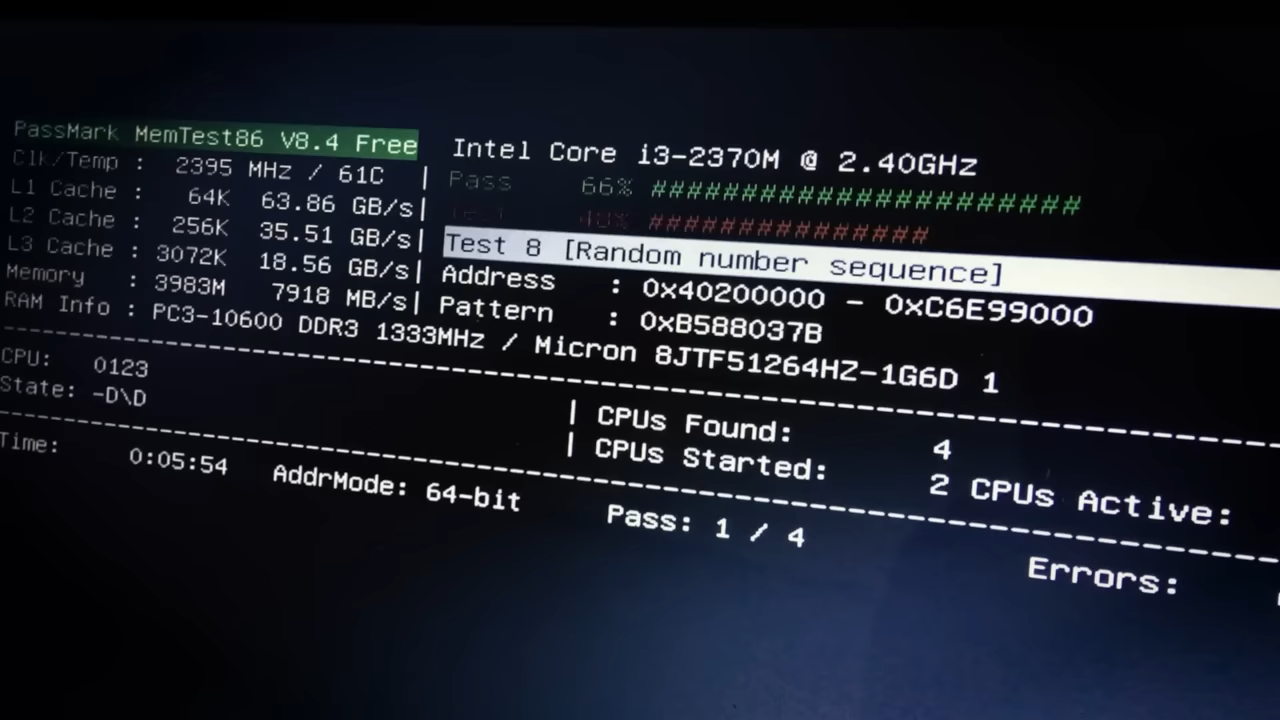 PassMark MemTest86 V8.4 Free
Intel Core i3-2370M @ 2.40GHz
Clk/Temp : 2395 MHz / 61C |
Pass 66% #####################
L1 Cache : 64K 63.86 GB/s|
Test 40% ##############
L2 Cache : 256K 35.51 GB/s|
Test 8 [Random number sequence]
L3 Cache : 3072K 18.56 GB/s|
Address : 0x40200000 - 0xC6E99000
Memory : 3983M 7918 MB/s|
Pattern : 0xB588037B
RAM Info : PC3-10600 DDR3 1333MHz / Micron 8JTF51264HZ-1G6D 1
CPU: 0123
| CPUs Found: 4
State: -D\D
| CPUs Started: 2 CPUs Active:
Time: 0:05:54 AddrMode: 64-bit Pass: 1 / 4 Errors: